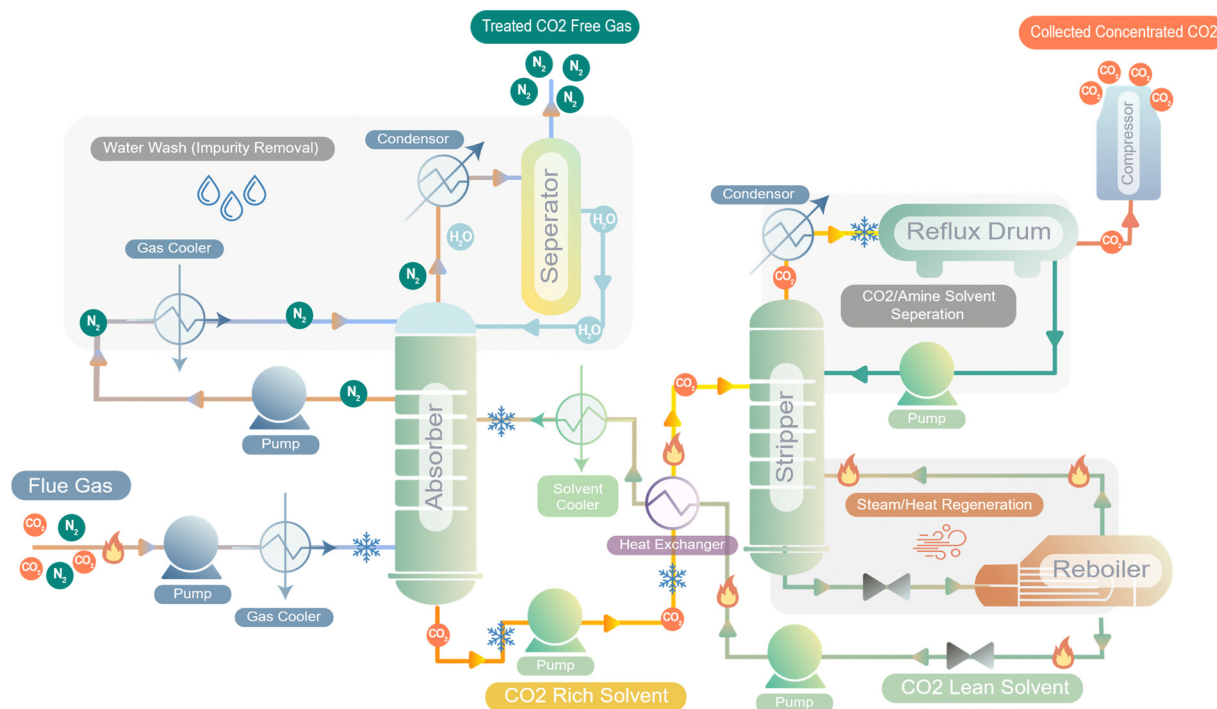 Treated CO2 Free Gas
Collected Concentrated CO2
N2
N2
N2
N2
CO2
CO2
CO2
CO2
Compressor
Water Wash (Impurity Removal)
Condensor
Seperator
H2O
H2O
H2O
N2
Gas Cooler
N2
N2
Condensor
Reflux Drum
CO2
CO2
CO2/Amine Solvent
Seperation
Pump
N2
Pump
Absorber
Solvent
Cooler
CO2
Heat Exchanger
Stripper
Steam/Heat Regeneration
Reboiler
Flue Gas
CO2
N2
CO2
CO2
N2
Pump
Gas Cooler
CO2
Pump
CO2
CO2 Rich Solvent
Pump
CO2 Lean Solvent